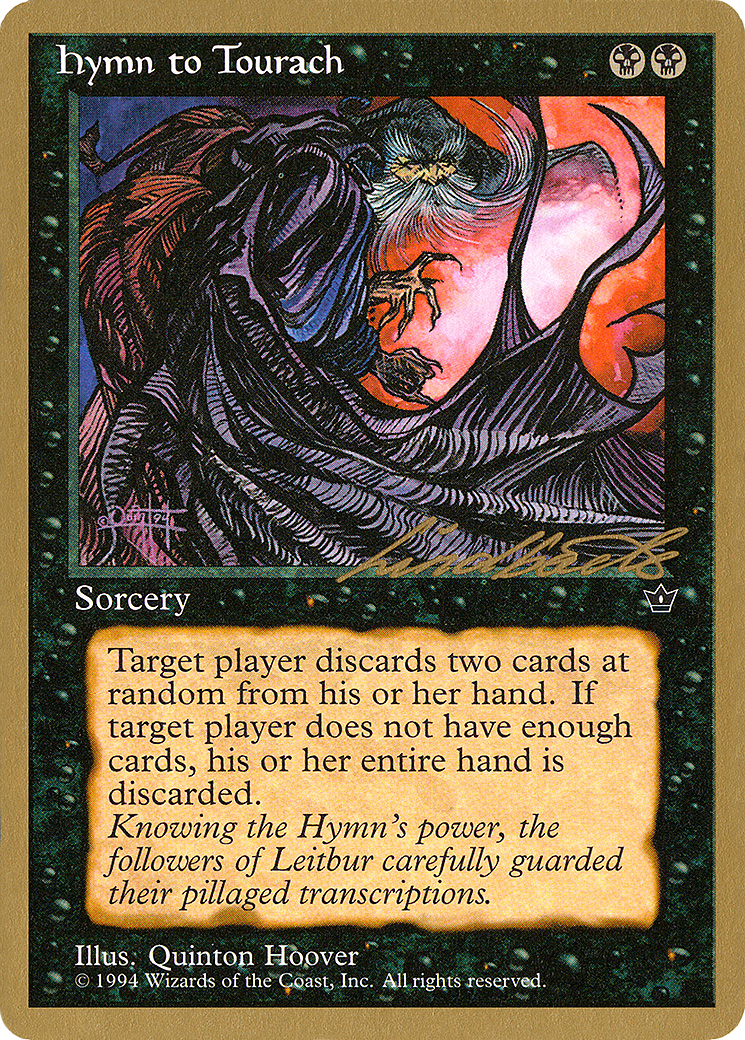 Hymn to Tourach
Sorcery
Target player discards two cards at
random from his or her hand. If
target player does not have enough
cards, his or her entire hand is
discarded.
Knowing the Hymn's power, the
followers of Leitbur carefully guarded
their pillaged transcriptions.
Illus. Quinton Hoover
© 1994 Wizards of the Coast, Inc. All rights reserved.